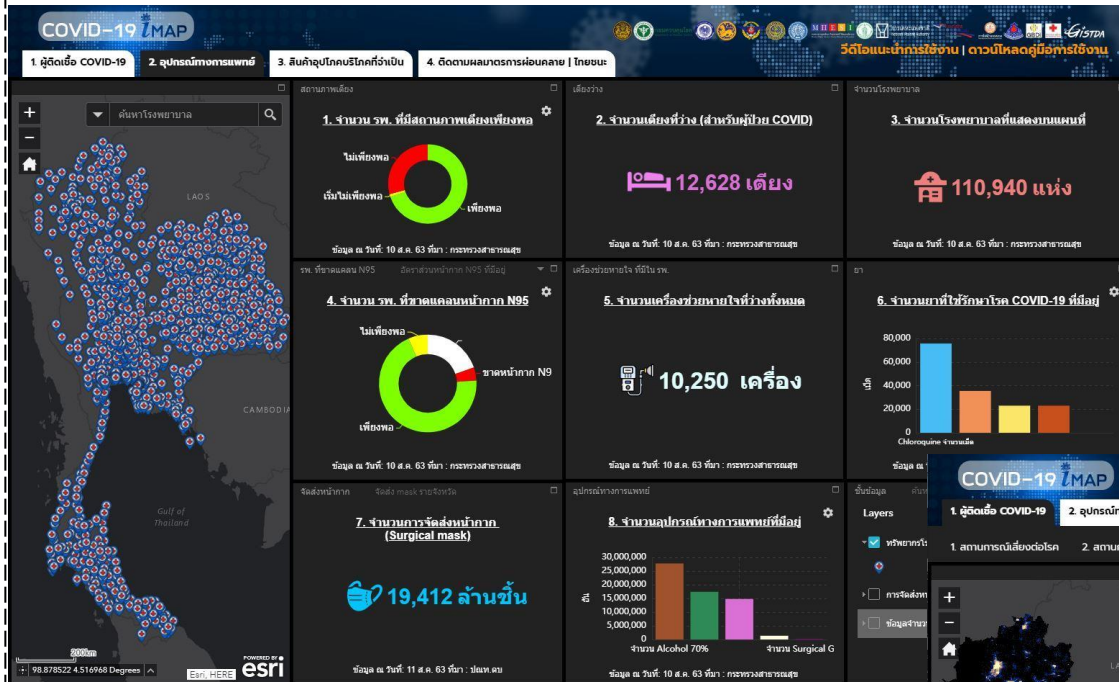 COVID-19 iMAP
GISTDA
วีดีโอแนะนำการใช้งาน | ดาวน์โหลดคู่มือการใช้งาน
1. ผู้ติดเชื้อ COVID-19
2. อุปกรณ์ทางการแพทย์
3. สินค้าอุปโภคบริโภคที่จำเป็น
4. ติดตามผลมาตรการผ่อนคลาย | ไทยชนะ
ค้นหาโรงพยาบาล
LAOS
CAMBODIA
Gulf of
Thailand
200km
98.878522 4.516968 Degrees
Esri, HERE
POWERED BY
esri
สถานภาพเตียง
1. จำนวน รพ. ที่มีสถานภาพเตียงเพียงพอ
ไม่เพียงพอ
เริ่มไม่เพียงพอ
เพียงพอ
ข้อมูล ณ วันที่: 10 ส.ค. 63 ที่มา : กระทรวงสาธารณสุข
เตียงว่าง
2. จำนวนเตียงที่ว่าง (สำหรับผู้ป่วย COVID)
12,628 เตียง
ข้อมูล ณ วันที่: 10 ส.ค. 63 ที่มา : กระทรวงสาธารณสุข
จำนวนโรงพยาบาล
3. จำนวนโรงพยาบาลที่แสดงบนแผนที่
110,940 แห่ง
ข้อมูล ณ วันที่: 10 ส.ค. 63 ที่มา : กระทรวงสาธารณสุข
รพ. ที่ขาดแคลน N95
อัตราส่วนหน้ากาก N95 ที่มีอยู่
4. จำนวน รพ. ที่ขาดแคลนหน้ากาก N95
ไม่เพียงพอ
ขาดหน้ากาก N9
เพียงพอ
ข้อมูล ณ วันที่: 10 ส.ค. 63 ที่มา : กระทรวงสาธารณสุข
เครื่องช่วยหายใจ ที่มีใน รพ.
5. จำนวนเครื่องช่วยหายใจที่ว่างทั้งหมด
10,250 เครื่อง
ข้อมูล ณ วันที่: 10 ส.ค. 63 ที่มา : กระทรวงสาธารณสุข
ยา
6. จำนวนยาที่ใช้รักษาโรค COVID-19 ที่มีอยู่
80,000
60,000
40,000
20,000
0
เม็ด
Chloroquine จำนวนเม็ด
ข้อมูล ณ
จัดส่งหน้ากาก
จัดส่ง mask รายจังหวัด
7. จำนวนการจัดส่งหน้ากาก
(Surgical mask)
19,412 ล้านชิ้น
ข้อมูล ณ วันที่: 11 ส.ค. 63 ที่มา : ปณท.ดบ
อุปกรณ์ทางการแพทย์
8. จำนวนอุปกรณ์ทางการแพทย์ที่มีอยู่
30,000,000
25,000,000
20,000,000
15,000,000
10,000,000
5,000,000
0
จำนวน Alcohol 70%
จำนวน Surgical G
ข้อมูล ณ วันที่: 10 ส.ค. 63 ที่มา : กระทรวงสาธารณสุข
ชั้นข้อมูล
Layers
COVID-19 iMAP
1. ผู้ติดเชื้อ COVID-19
1. สถานการณ์เสี่ยงต่อโรค